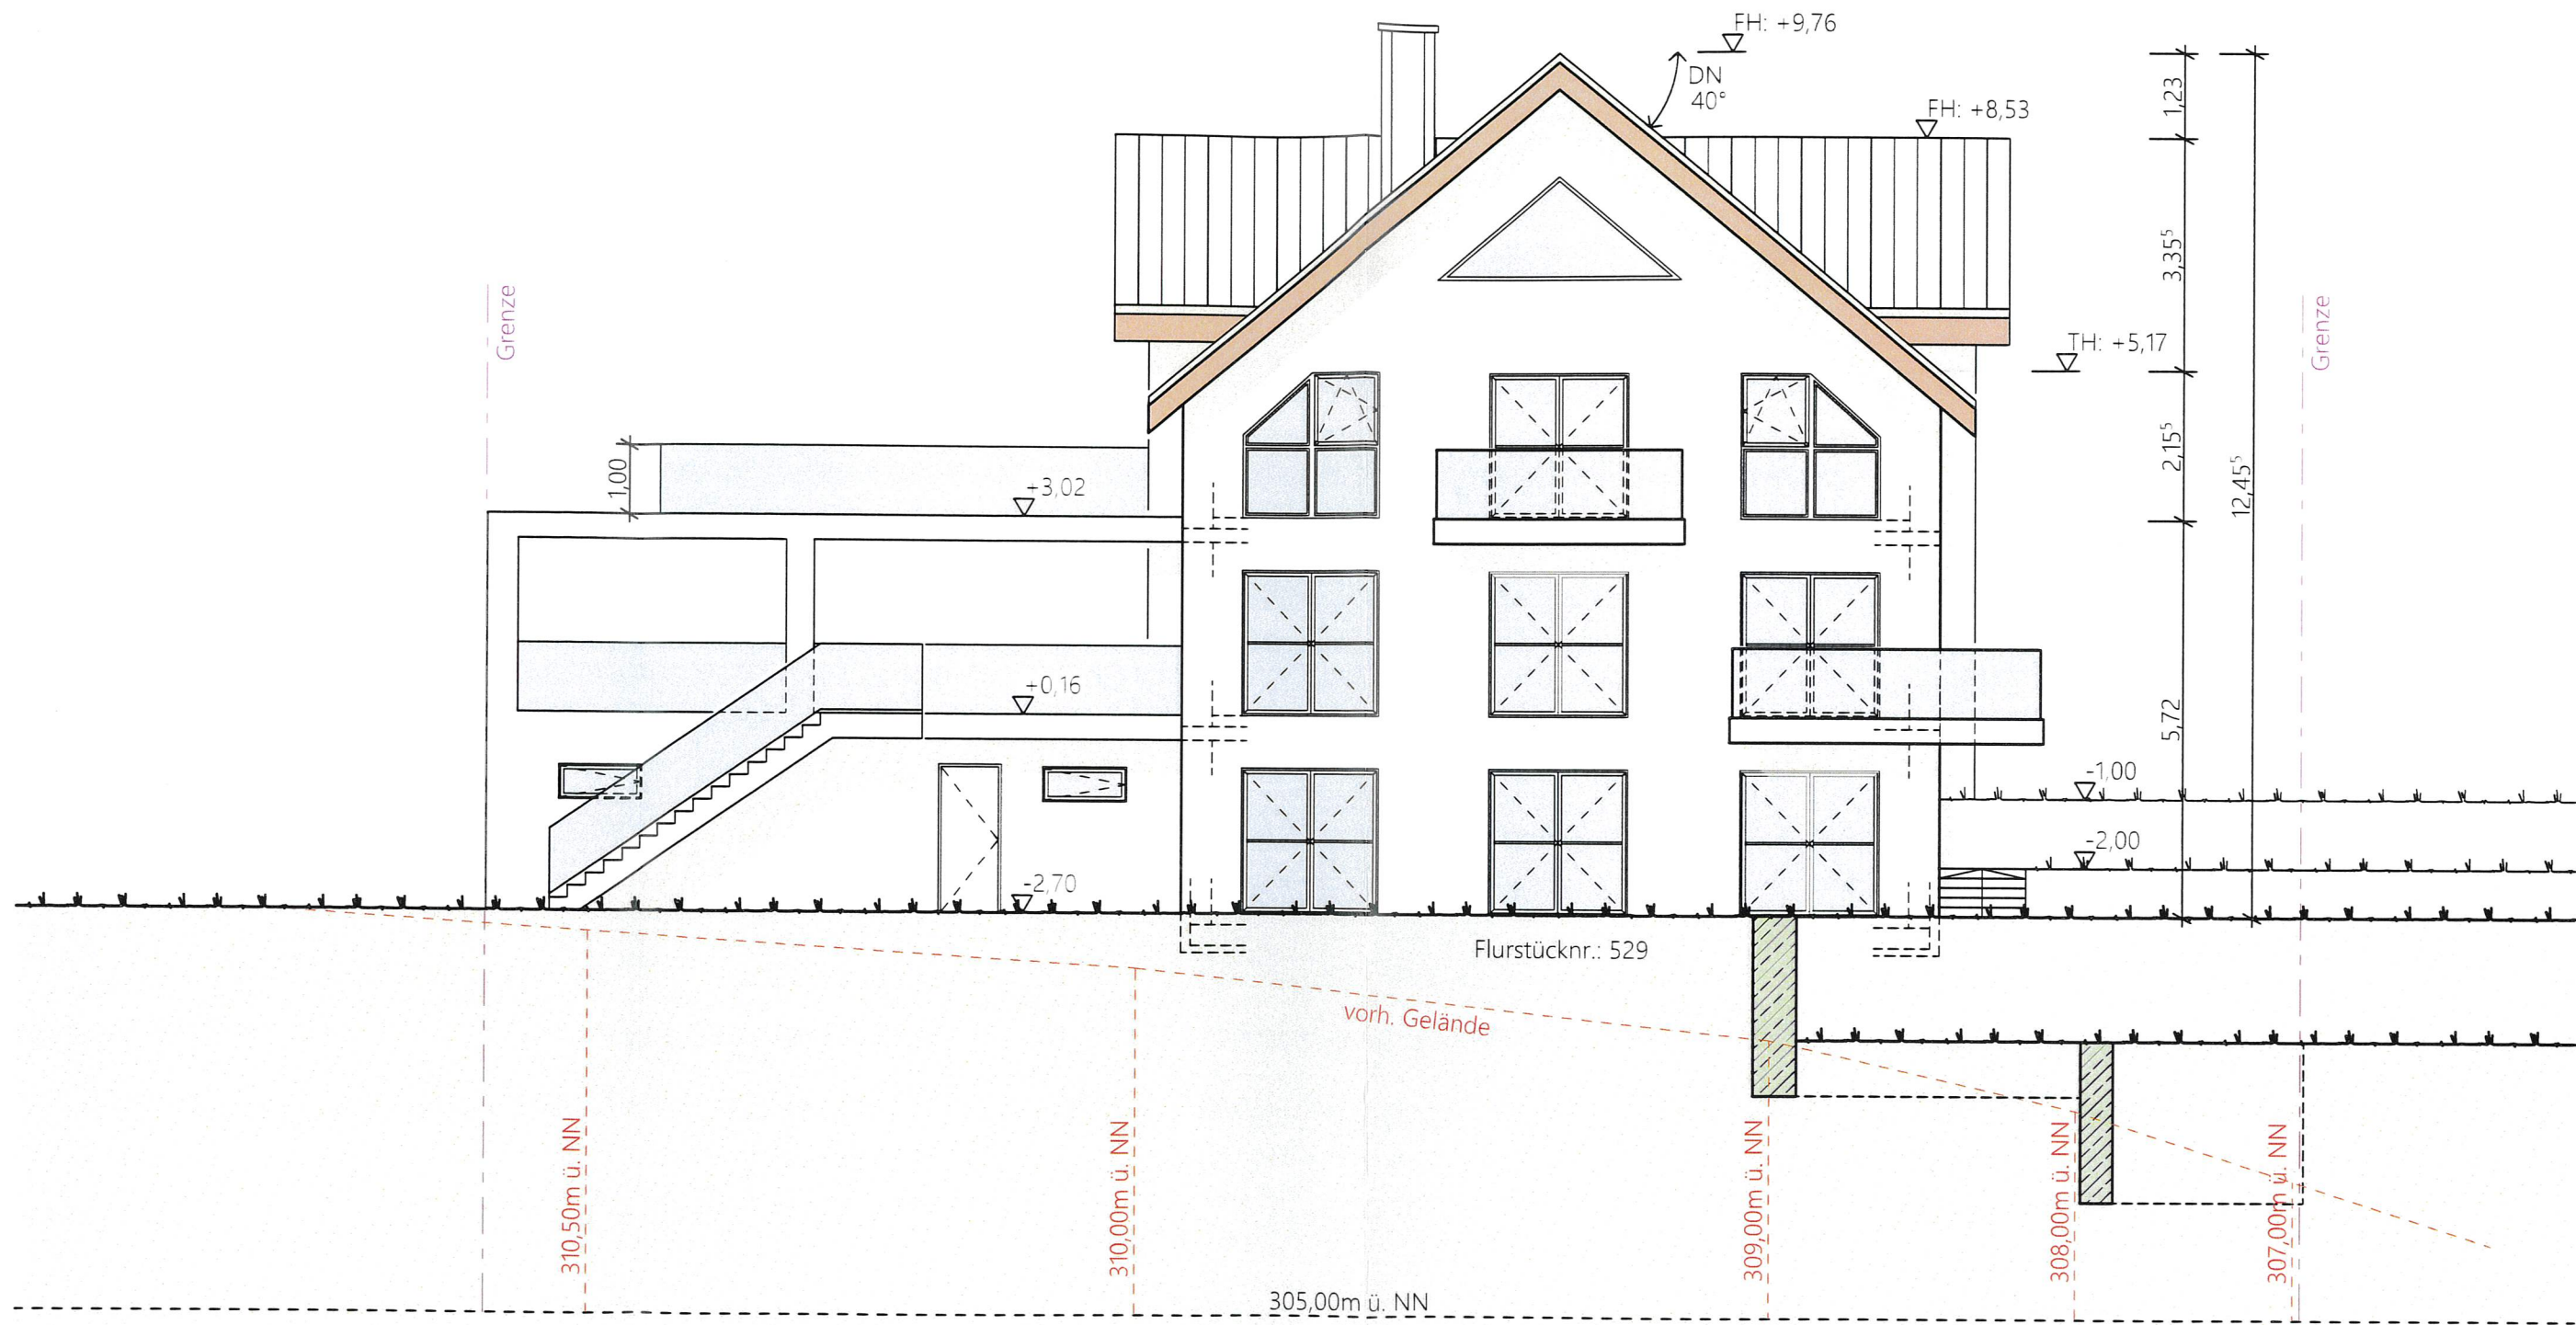 FH: +9,76
DN
40°
FH: +8,53
1,23
3,35⁵
Grenze
Grenze
TH: +5,17
2,15⁵
12,45⁵
1,00
+3,02
+0,16
5,72
-1,00
-2,00
-2,70
Flurstücknr.: 529
vorh. Gelände
310,50m ü. NN
310,00m ü. NN
309,00m ü. NN
308,00m ü. NN
307,00m ü. NN
305,00m ü. NN